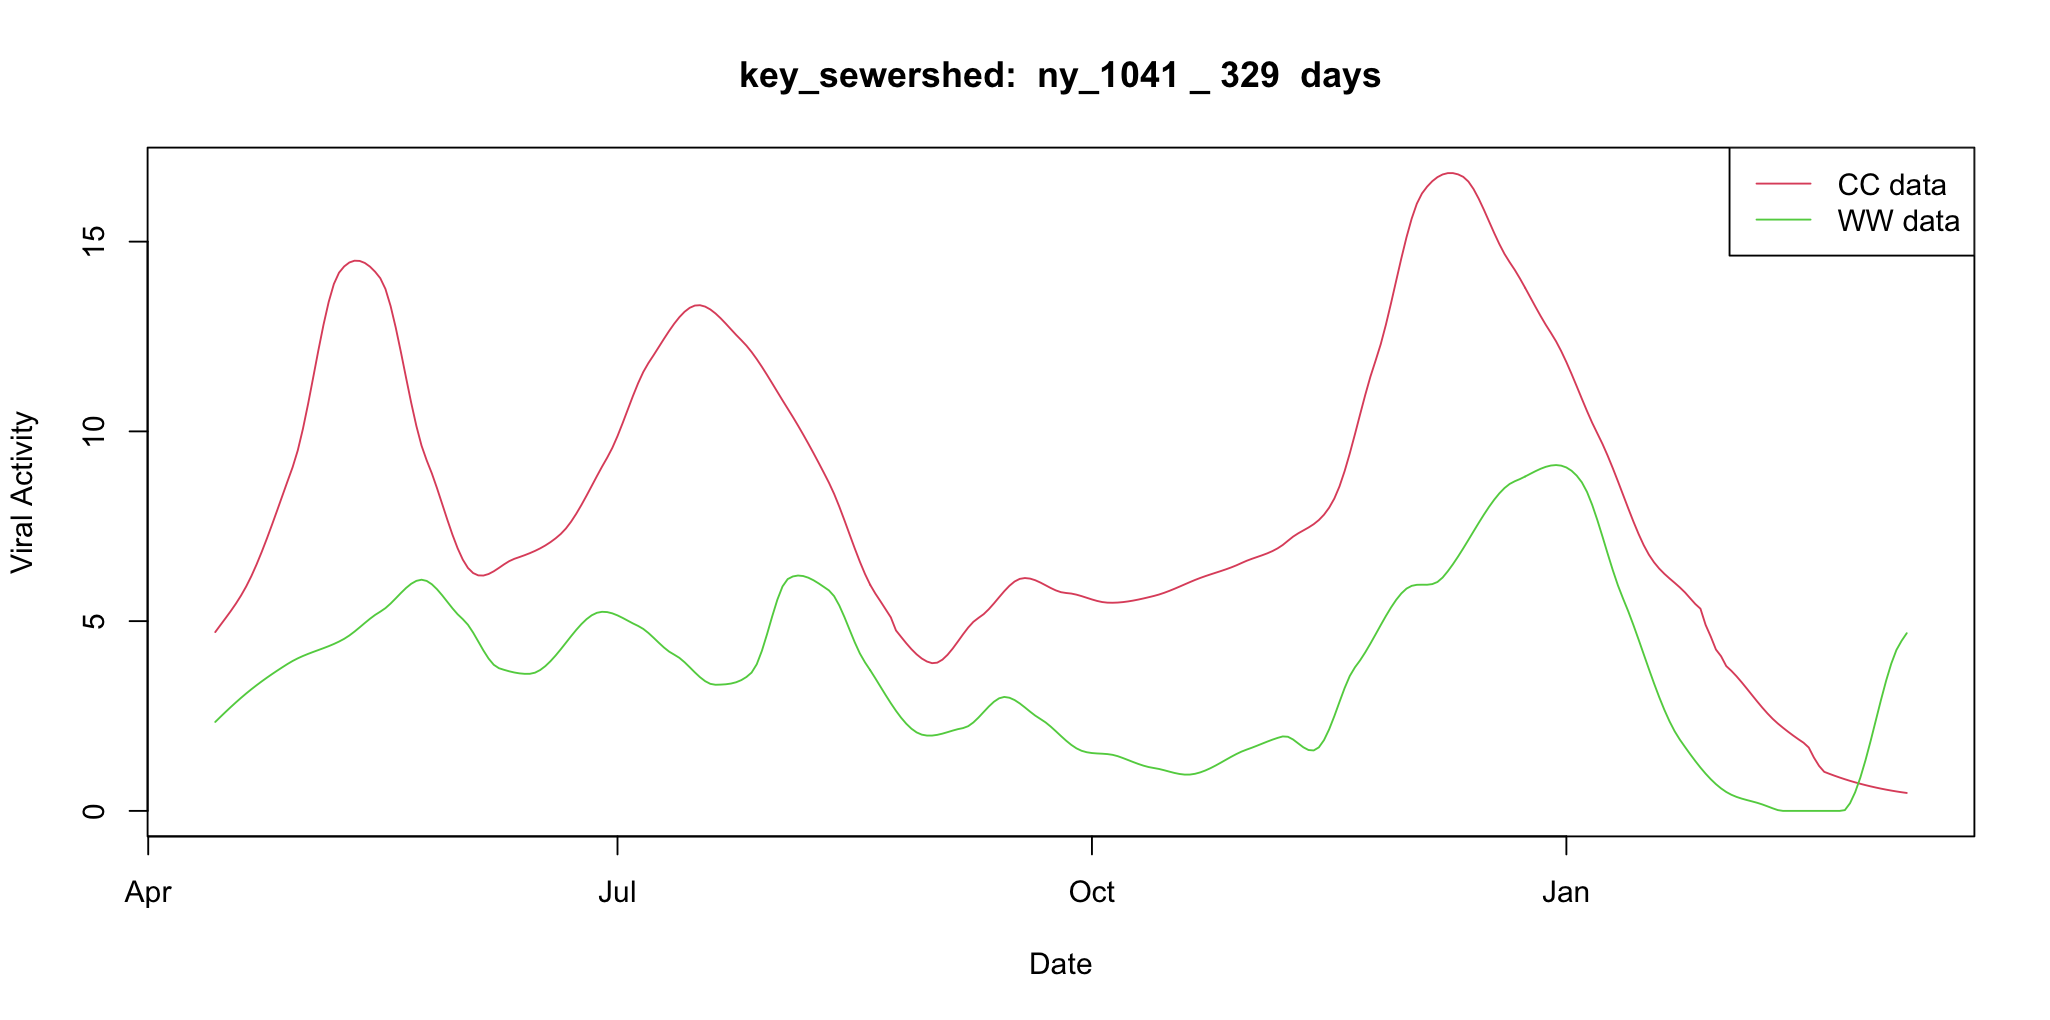 key_sewershed:  ny_1041 _ 329  days
CC data
WW data
Viral Activity
15
10
5
0
Apr
Jul
Oct
Jan
Date